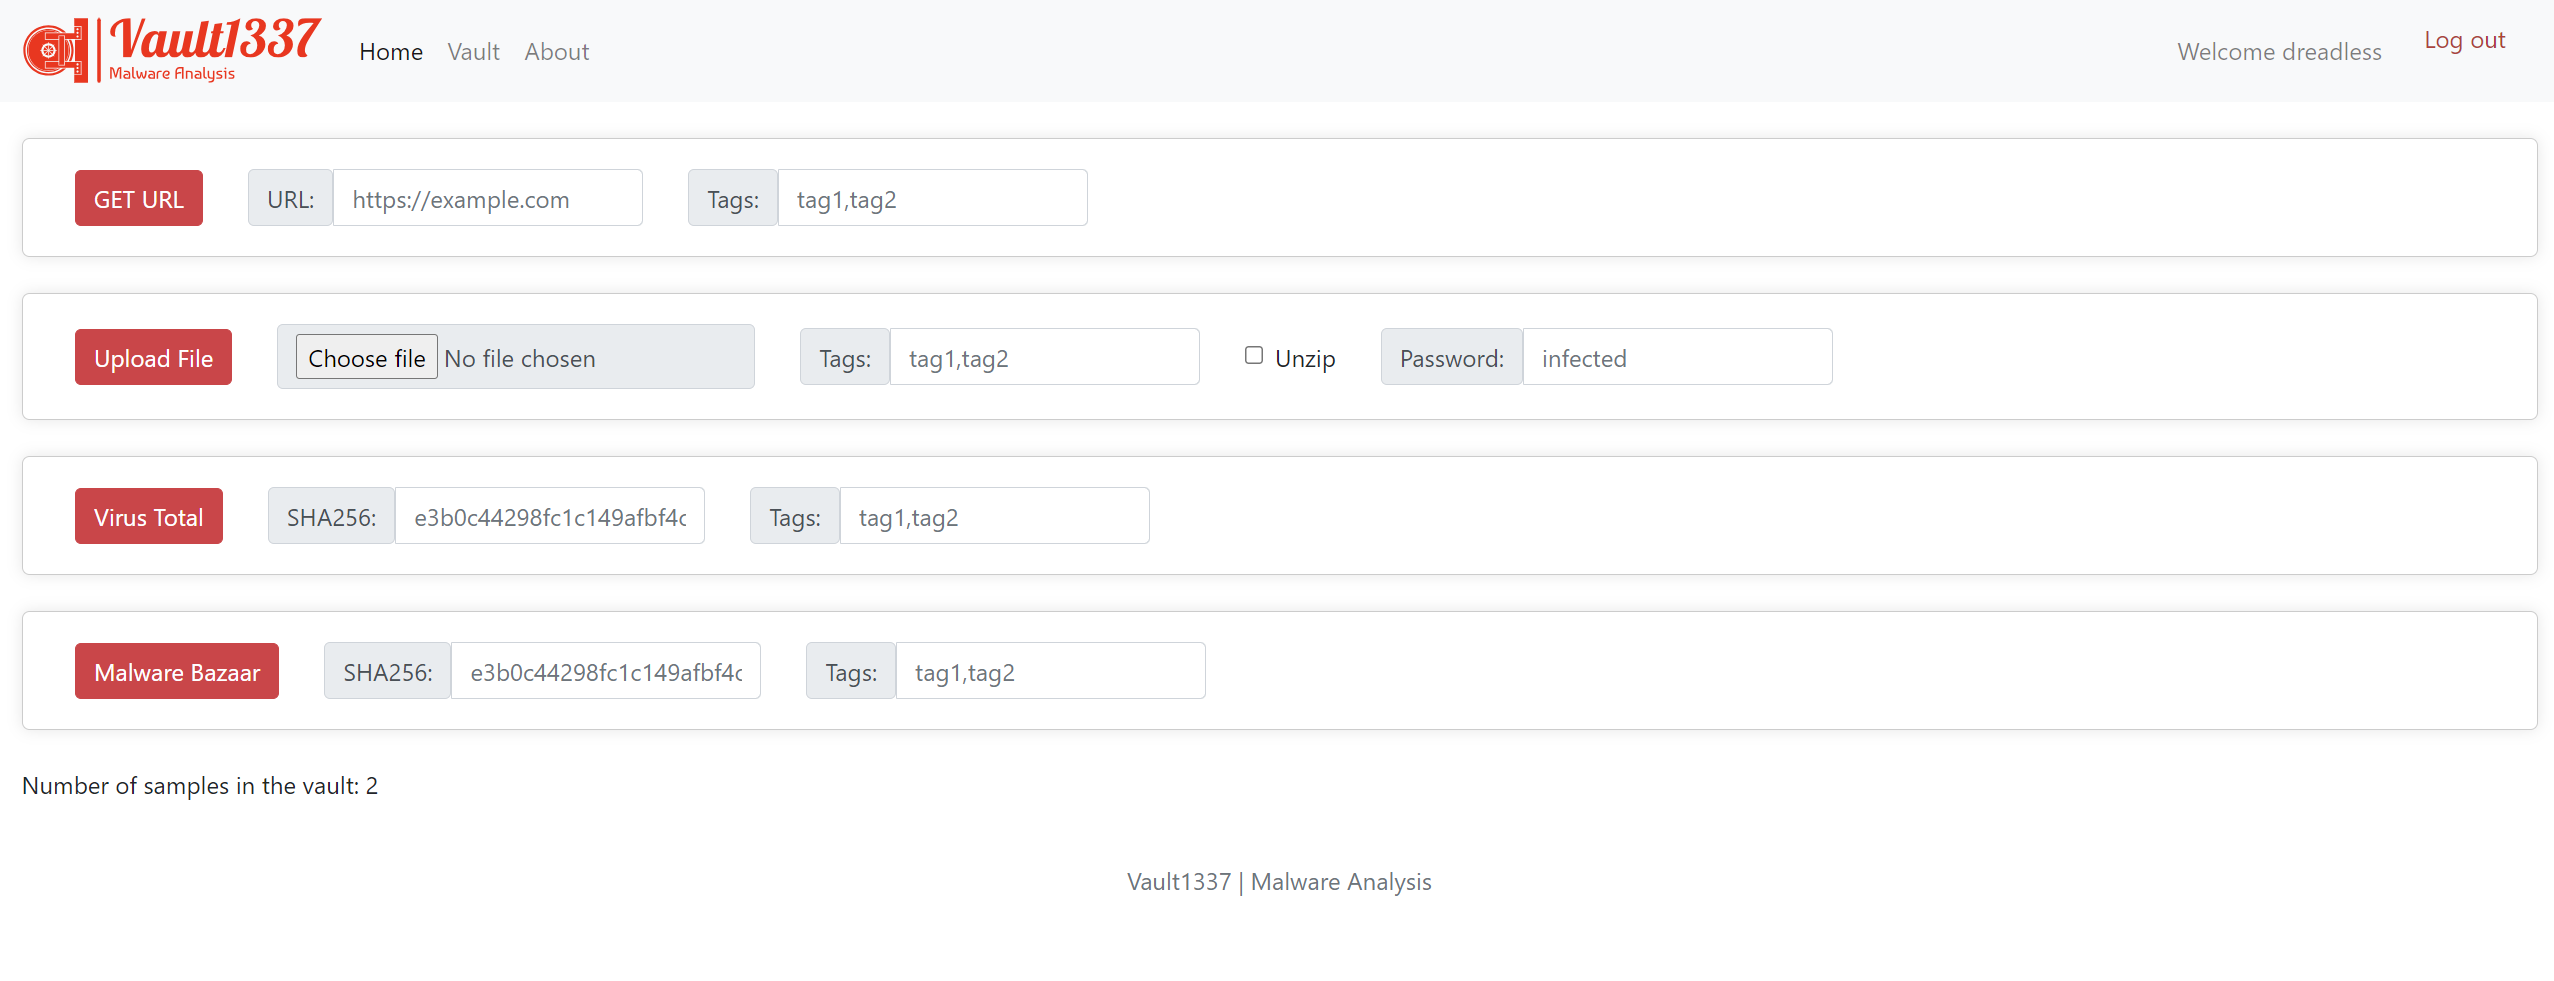 Vault1337
Malware Analysis
Home Vault About
Welcome dreadless Log out
GET URL URL: https://example.com Tags: tag1,tag2
Upload File Choose file No file chosen Tags: tag1,tag2 Unzip Password: infected
Virus Total SHA256: e3b0c44298fc1c149afbf4c Tags: tag1,tag2
Malware Bazaar SHA256: e3b0c44298fc1c149afbf4c Tags: tag1,tag2
Number of samples in the vault: 2
Vault1337 | Malware Analysis